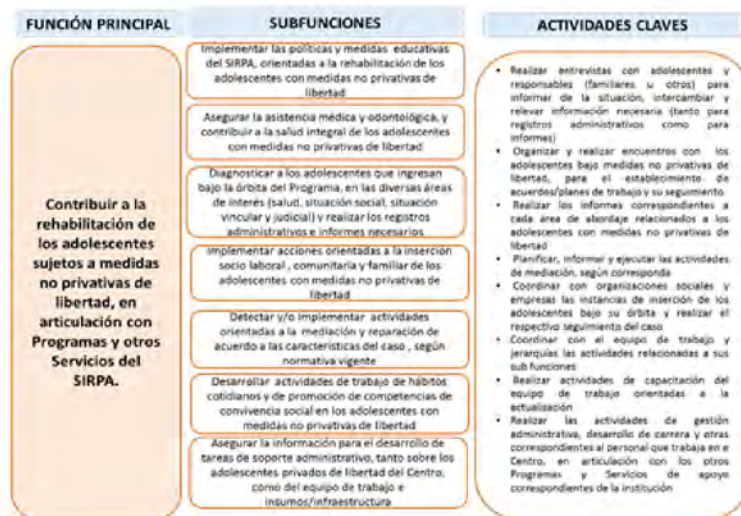 FUNCIÓN PRINCIPAL
SUBFUNCIONES
ACTIVIDADES CLAVES
Contribuir a la
rehabilitación de
los adolescentes
sujetos a medidas
no privativas de
libertad, en
articulación con
Programas y otros
Servicios del
SIRPA.
Implementar las políticas y medidas educativas
del SIRPA, orientadas a la rehabilitación de los
adolescentes con medidas no privativas de
libertad
Asegurar la asistencia médica y odontológica, y
contribuir a la salud integral de los adolescentes
con medidas no privativas de libertad
Diagnosticar a los adolescentes que ingresan
bajo la órbita del Programa, en las diversas áreas
de interés (salud, situación social, situación
vincular y judicial) y realizar los registros
administrativos e informes necesarios
Implementar acciones orientadas a la inserción
socio laboral , comunitaria y familiar de los
adolescentes con medidas no privativas de
libertad
Detectar y/o implementar actividades
orientadas a la mediación y reparación de
acuerdo a las características del caso , según
normativa vigente
Desarrollar actividades de trabajo de hábitos
cotidianos y de promoción de competencias de
convivencia social en los adolescentes con
medidas no privativas de libertad
Asegurar la información para el desarrollo de
tareas de soporte administrativo, tanto sobre los
adolescentes privados de libertad del Centro,
como del equipo de trabajo e
insumos/infraestructura
• Realizar entrevistas con adolescentes y
responsables (familiares u otros) para
informar de la situación, intercambiar y
relevar información necesaria (tanto para
registros administrativos como para
informes)
• Organizar y realizar encuentros con los
adolescentes bajo medidas no privativas de
libertad, para el establecimiento de
acuerdos/planes de trabajo y su seguimiento
• Realizar los informes correspondientes a
cada área de abordaje relacionados a los
adolescentes con medidas no privativas de
libertad
• Planificar, informar y ejecutar las actividades
de mediación, según corresponda
• Coordinar con organizaciones sociales y
empresas las instancias de inserción de los
adolescentes bajo su órbita y realizar el
respectivo seguimiento del caso
• Coordinar con el equipo de trabajo y
jerarquías las actividades relacionadas a sus
sub funciones
• Realizar actividades de capacitación del
equipo de trabajo orientadas a la
actualización
• Realizar las actividades de gestión
administrativa, desarrollo de carrera y otras
correspondientes al personal que trabaja en e
Centro, en articulación con los otros
Programas y Servicios de apoyo
correspondientes de la institución